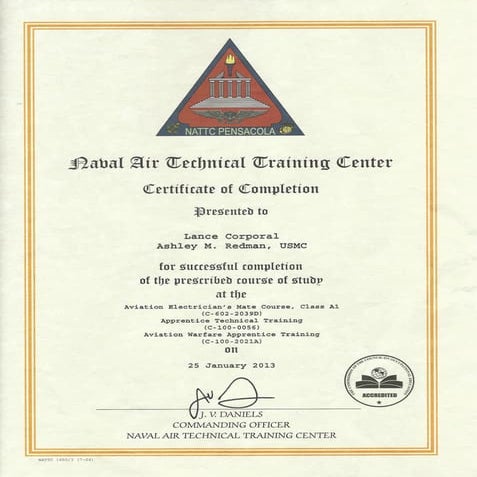 NATTC PENSACOLA
Naval Air Technical Training Center
Certificate of Completion
Presented to
Lance Corporal
Ashley M. Redman, USMC
for successful completion
of the prescribed course of study
at the
Aviation Electrician's Mate Course, Class A1
(C-602-2039D)
Apprentice Technical Training
(C-100-0056)
Aviation Warfare Apprentice Training
(C-100-2021A)
on
25 January 2013
ACCREDITED
J. V. DANIELS
COMMANDING OFFICER
NAVAL AIR TECHNICAL TRAINING CENTER